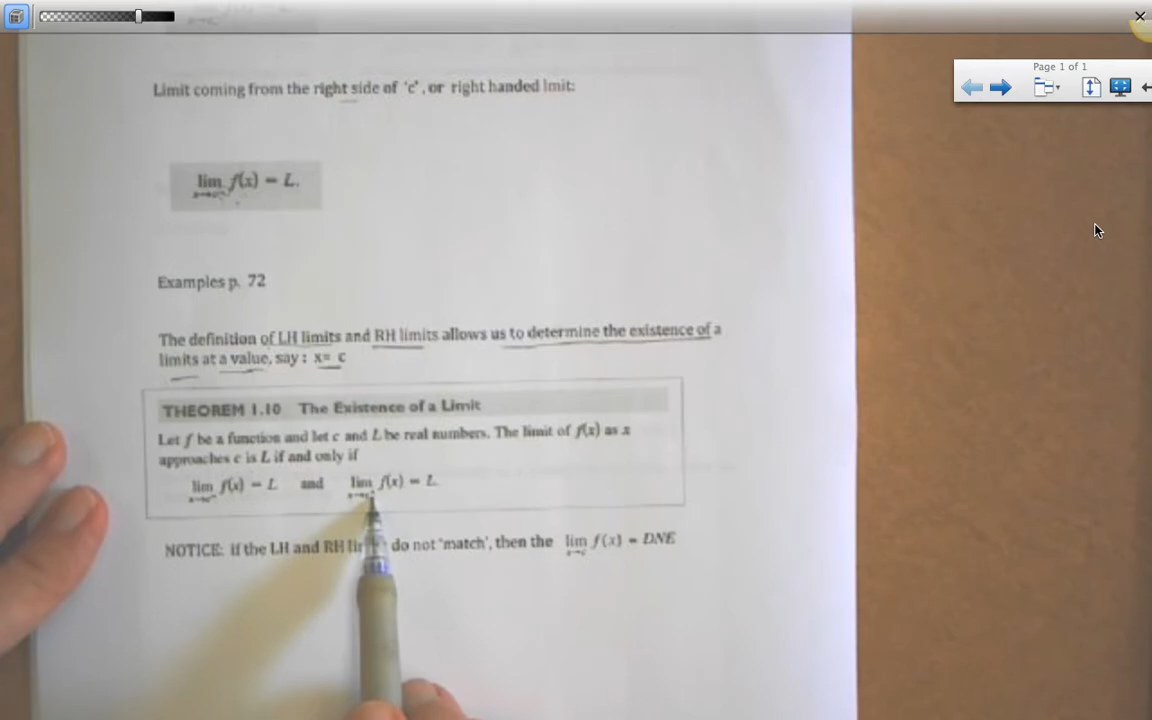 Page 1 of 1
Limit coming from the right side of 'c', or right handed lmit:
lim f(x) = L.
Examples p. 72
The definition of LH limits and RH limits allows us to determine the existence of a
limits at a value, say : x= c
THEOREM 1.10 The Existence of a Limit
Let f be a function and let c and L be real numbers. The limit of f(x) as x
approaches c is L if and only if
lim f(x) = L and lim f(x) = L
NOTICE: if the LH and RH do not 'match', then the lim f(x) = DNE
x→c